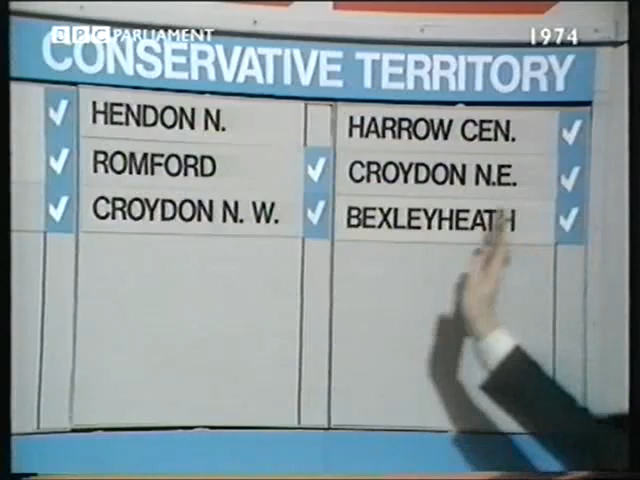 BBC PARLIAMENT
1974
CONSERVATIVE TERRITORY
HENDON N.
ROMFORD
CROYDON N. W.
HARROW CEN.
CROYDON N.E.
BEXLEYHEATH